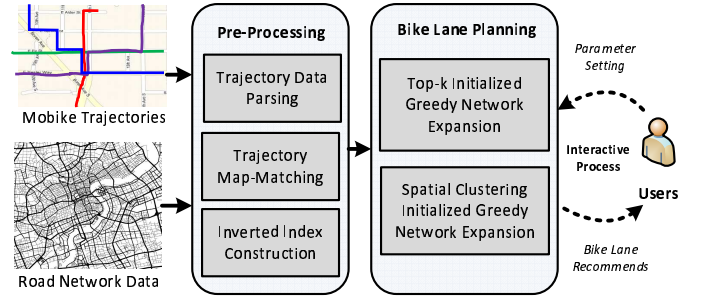 Pre-Processing
Bike Lane Planning
Mobike Trajectories
Road Network Data
Trajectory Data
Parsing
Trajectory
Map-Matching
Inverted Index
Construction
Top-k Initialized
Greedy Network
Expansion
Spatial Clustering
Initialized Greedy
Network Expansion
Parameter
Setting
Interactive
Process
Users
Bike Lane
Recommends